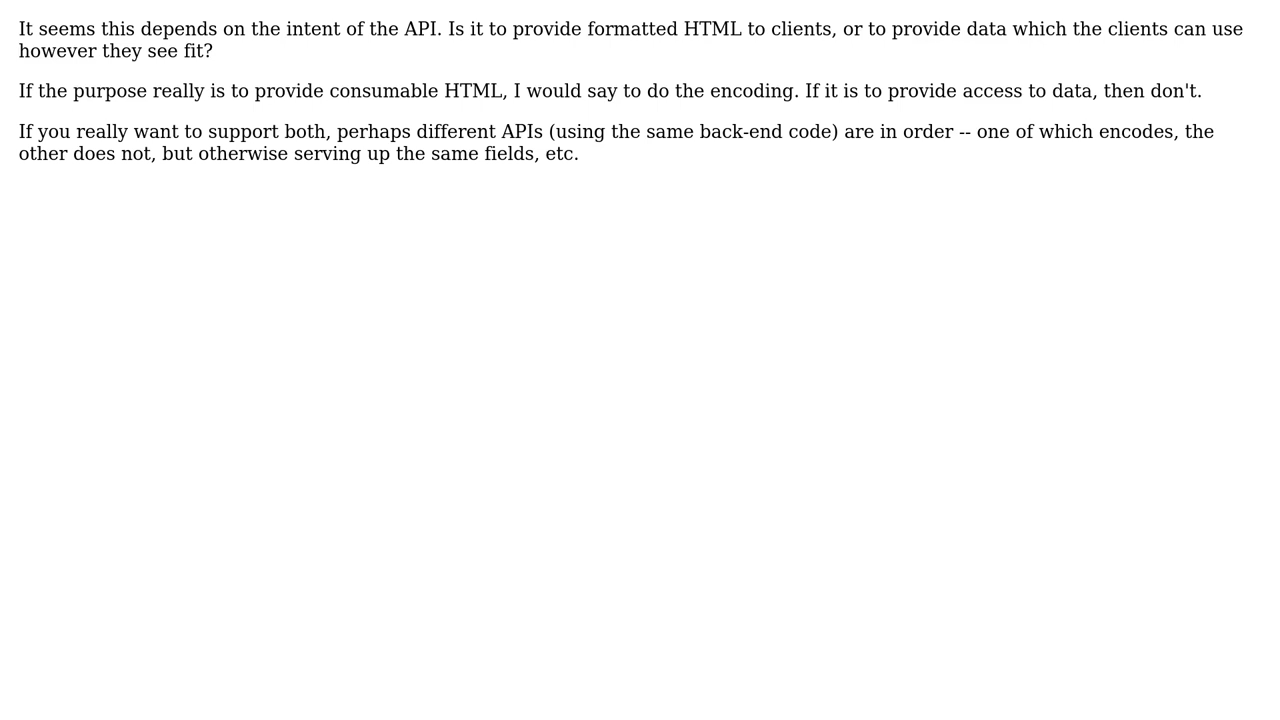 It seems this depends on the intent of the API. Is it to provide formatted HTML to clients, or to provide data which the clients can use
however they see fit?
If the purpose really is to provide consumable HTML, I would say to do the encoding. If it is to provide access to data, then don't.
If you really want to support both, perhaps different APIs (using the same back-end code) are in order -- one of which encodes, the
other does not, but otherwise serving up the same fields, etc.